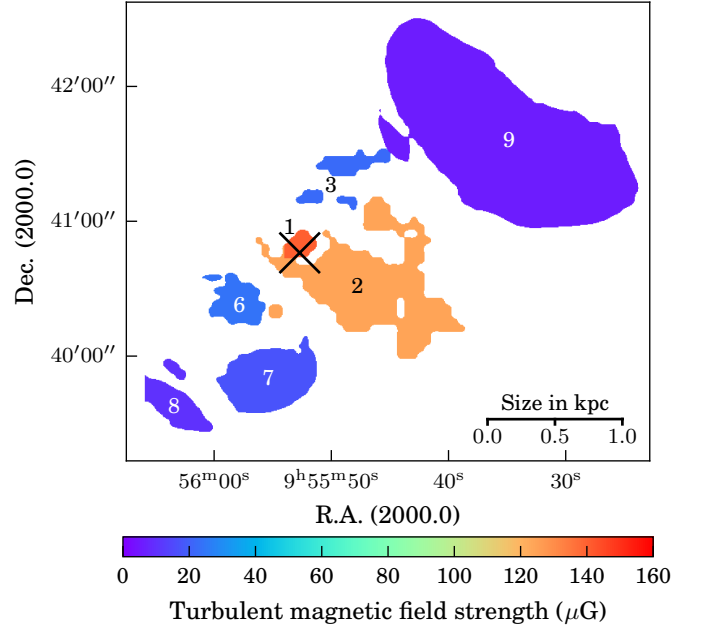 42′00″
9
3
Dec. (2000.0)
41′00″
1
2
6
40′00″
7
8
Size in kpc
0.0 0.5 1.0
56ᵐ00ˢ 9ʰ55ᵐ50ˢ 40ˢ 30ˢ
R.A. (2000.0)
0 20 40 60 80 100 120 140 160
Turbulent magnetic field strength (μG)